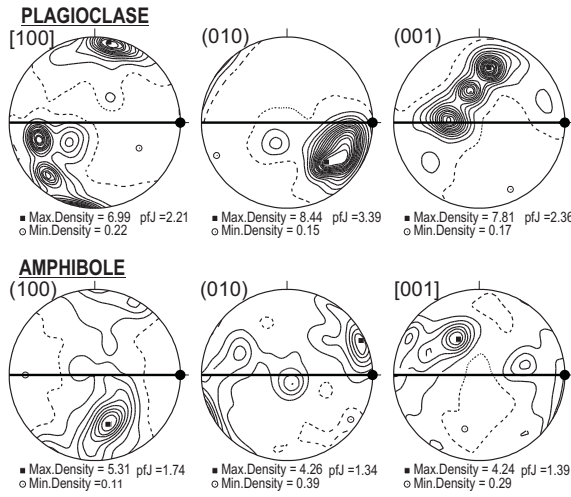 PLAGIOCLASE
[100] (010) (001)
■ Max.Density = 6.99 pfJ =2.21 ■ Max.Density = 8.44 pfJ =3.39 ■ Max.Density = 7.81 pfJ =2.36
○ Min.Density = 0.22 ○ Min.Density = 0.15 ○ Min.Density = 0.17
AMPHIBOLE
(100) (010) [001]
■ Max.Density = 5.31 pfJ =1.74 ■ Max.Density = 4.26 pfJ =1.34 ■ Max.Density = 4.24 pfJ =1.39
○ Min.Density =0.11 ○ Min.Density = 0.39 ○ Min.Density = 0.29